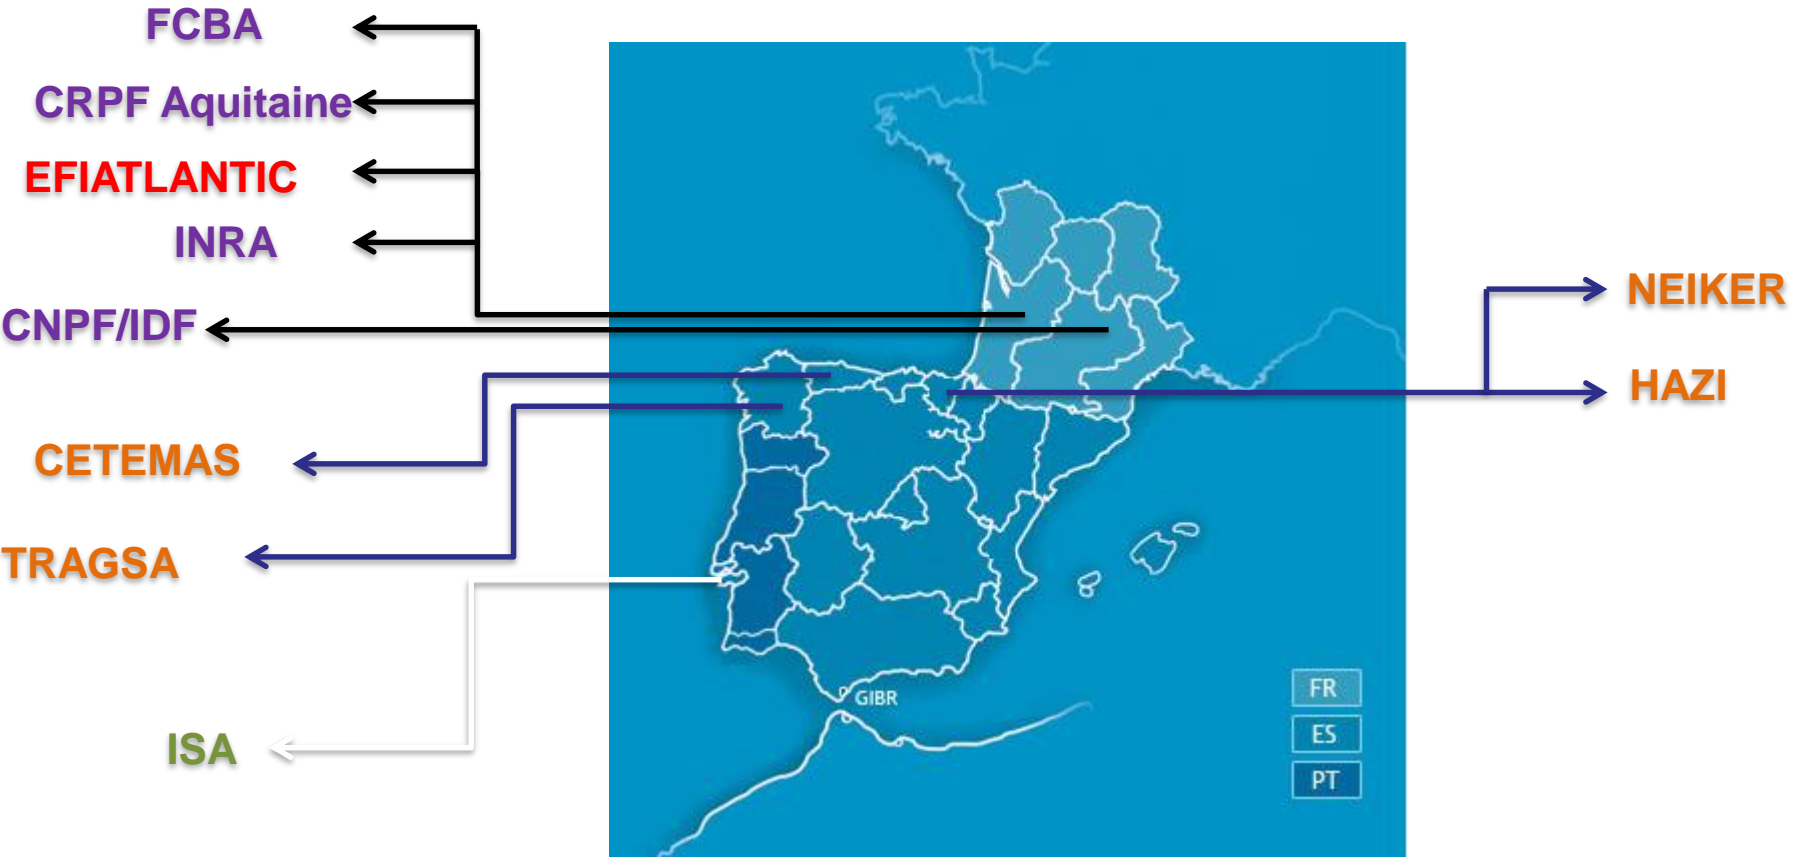 FCBA
CRPF Aquitaine
EFIATLANTIC
INRA
CNPF/IDF
NEIKER
HAZI
CETEMAS
TRAGSA
ISA
GIBR
FR
ES
PT